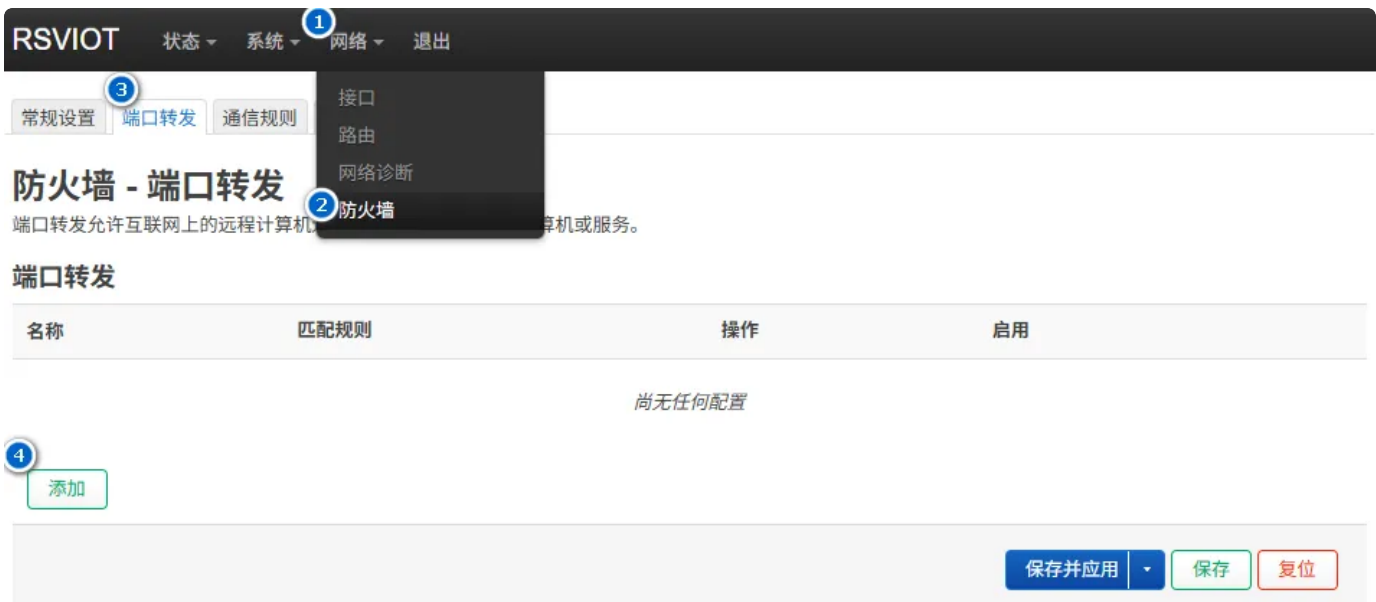 RSVIOT 状态 系统 1 网络 退出
3
接口
常规设置 端口转发 通信规则
路由
网络诊断
防火墙 - 端口转发
2 防火墙
端口转发允许互联网上的远程计算机 算机或服务。
端口转发
名称 匹配规则 操作 启用
尚无任何配置
4
添加
保存并应用 保存 复位